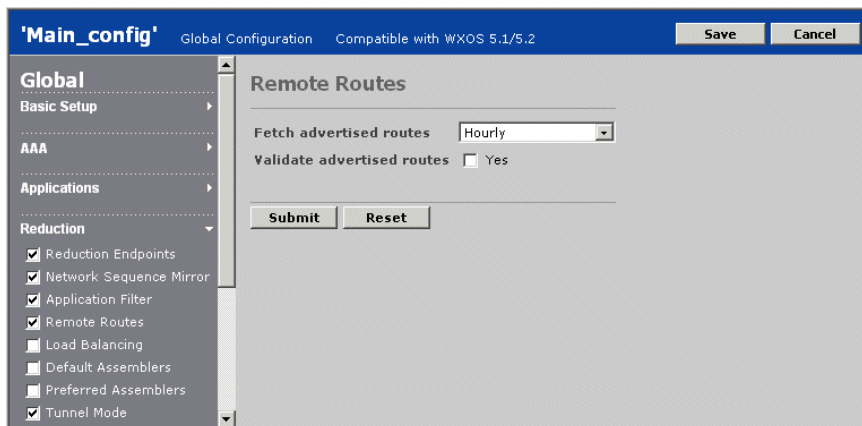 'Main_config' Global Configuration Compatible with WXOS 5.1/5.2 Save Cancel
Global
Basic Setup
AAA
Applications
Reduction
Reduction Endpoints
Network Sequence Mirror
Application Filter
Remote Routes
Load Balancing
Default Assemblers
Preferred Assemblers
Tunnel Mode
Remote Routes
Fetch advertised routes Hourly
Validate advertised routes Yes
Submit Reset